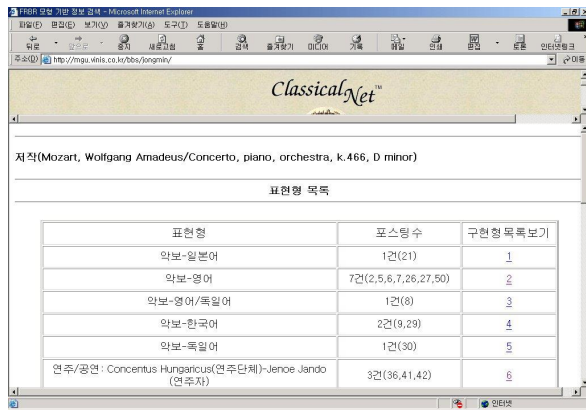 FRBR 모형 기반 정보 검색 - Microsoft Internet Explorer
파일(F) 편집(E) 보기(V) 즐겨찾기(A) 도구(T) 도움말(H)
뒤로 앞으로 중지 새로고침 홈 검색 즐겨찾기 미디어 기록 메일 인쇄 편집 토론 인터넷링크
주소(D) http://mgu.vinis.co.kr/bbs/jongmin/ 이동
Classical Net™
저작(Mozart, Wolfgang Amadeus/Concerto, piano, orchestra, k.466, D minor)
표현형 목록
표현형 포스팅수 구현형목록보기
악보-일본어 1건(21) 1
악보-영어 7건(2,5,6,7,26,27,50) 2
악보-영어/독일어 1건(8) 3
악보-한국어 2건(9,29) 4
악보-독일어 1건(30) 5
연주/공연: Concentus Hungaricus(연주단체)-Jenoe Jando
(연주자) 3건(36,41,42) 6
인터넷